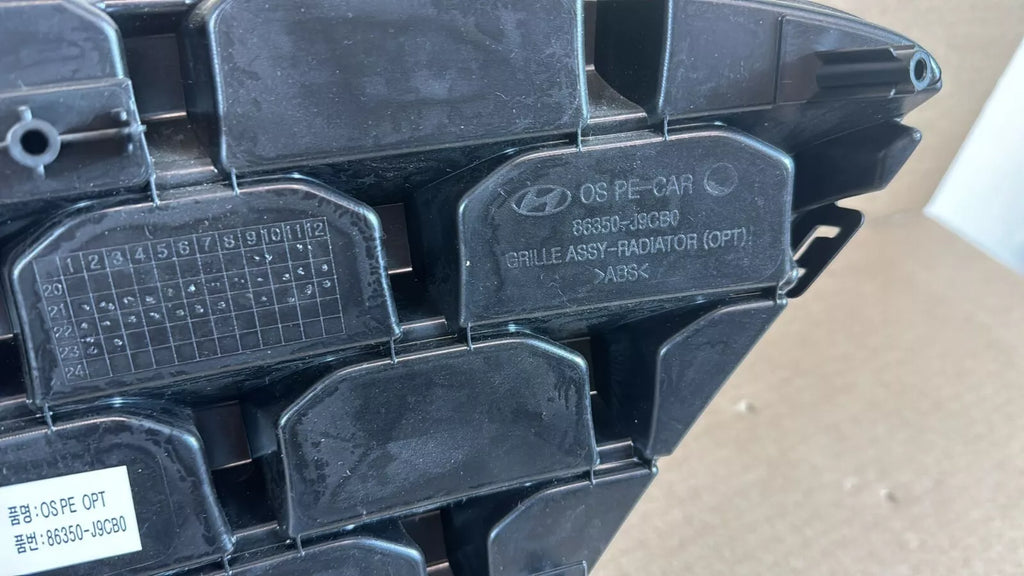 1 2 3 4 5 6 7 8 9 10 11 12
20
21
22
23
24
OS PE-CAR
86350-J9CB0
GRILLE ASSY-RADIATOR (OPT)
>ABS<
품명:OS PE OPT
품번:86350-J9CB0